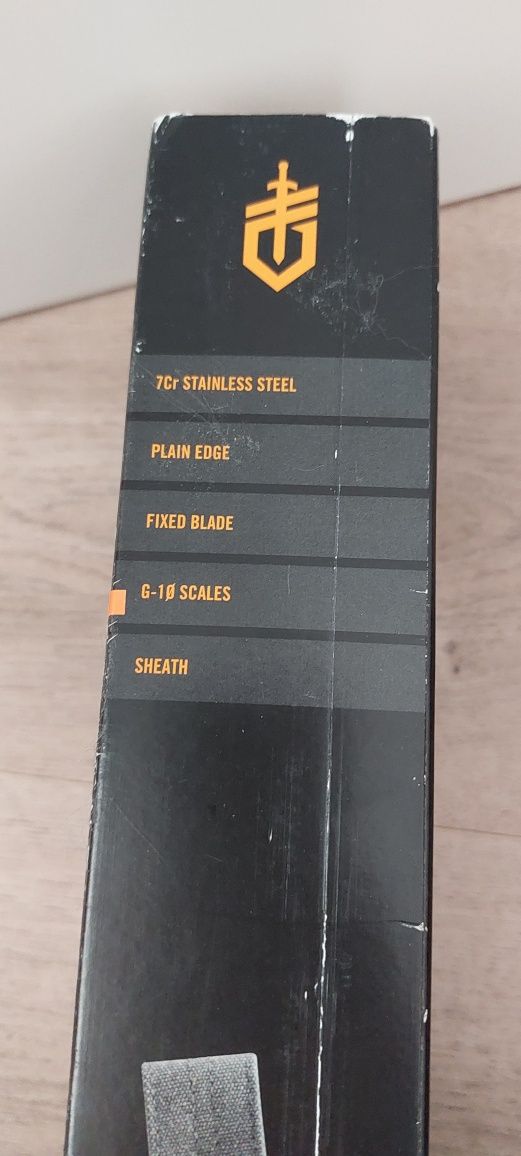 7Cr STAINLESS STEEL
PLAIN EDGE
FIXED BLADE
G-1Ø SCALES
SHEATH